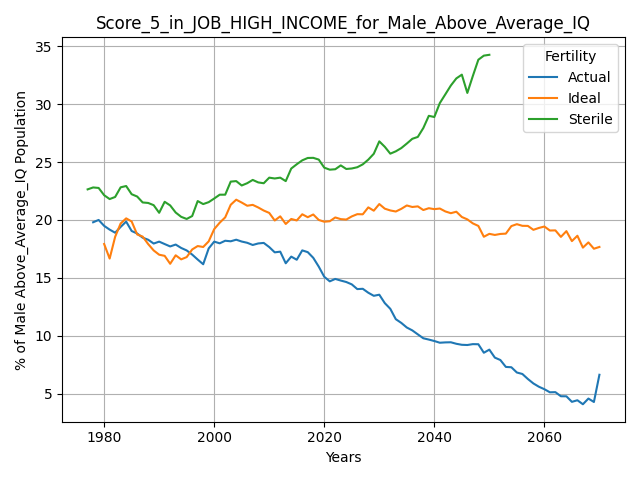 Score_5_in_JOB_HIGH_INCOME_for_Male_Above_Average_IQ
% of Male Above_Average_IQ Population
35
30
25
20
15
10
5
Fertility
Actual
Ideal
Sterile
1980 2000 2020 2040 2060
Years